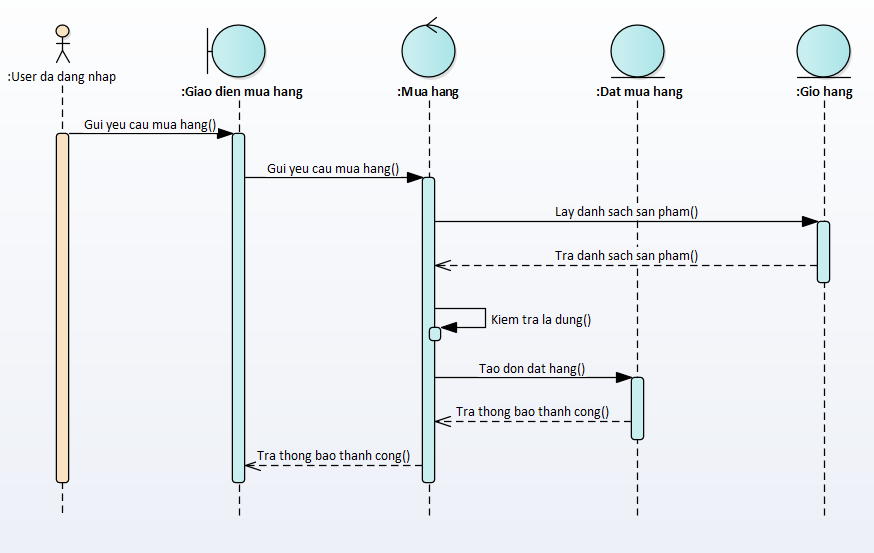 :User da dang nhap
:Giao dien mua hang
:Mua hang
:Dat mua hang
:Gio hang
Gui yeu cau mua hang()
Gui yeu cau mua hang()
Lay danh sach san pham()
Tra danh sach san pham()
Kiem tra la dung()
Tao don dat hang()
Tra thong bao thanh cong()
Tra thong bao thanh cong()